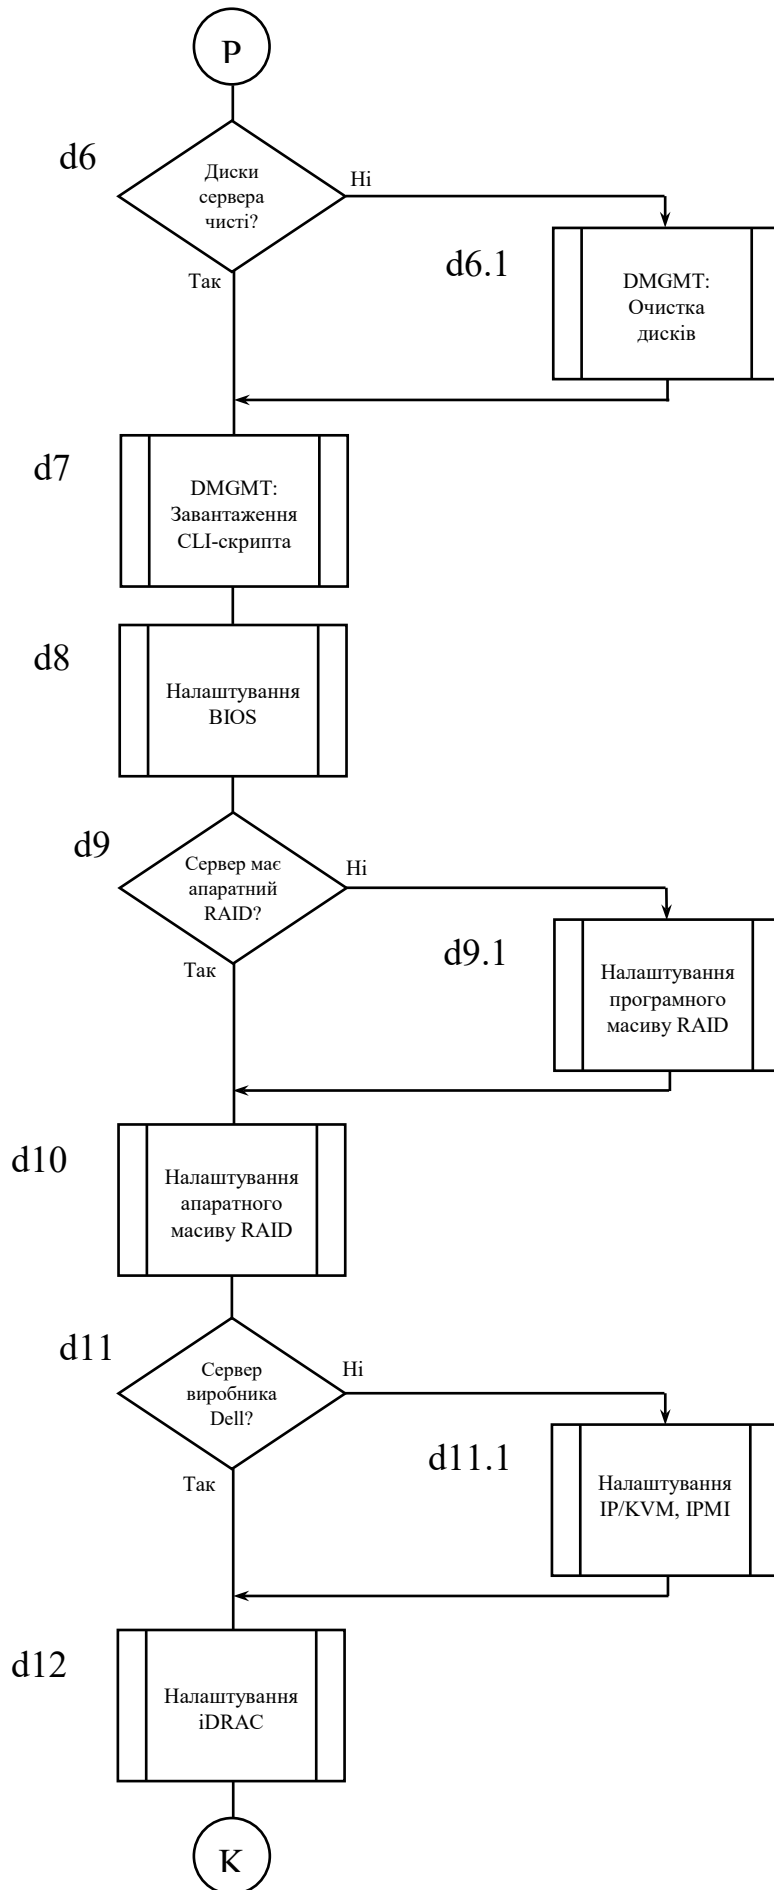 Р
d6
Диски
сервера
чисті?
Ні
Так
d6.1
DMGMT:
Очистка
дисків
d7
DMGMT:
Завантаження
CLI-скрипта
d8
Налаштування
BIOS
d9
Сервер має
апаратний
RAID?
Ні
Так
d9.1
Налаштування
програмного
масиву RAID
d10
Налаштування
апаратного
масиву RAID
d11
Сервер
виробника
Dell?
Ні
Так
d11.1
Налаштування
IP/KVM, IPMI
d12
Налаштування
iDRAC
К